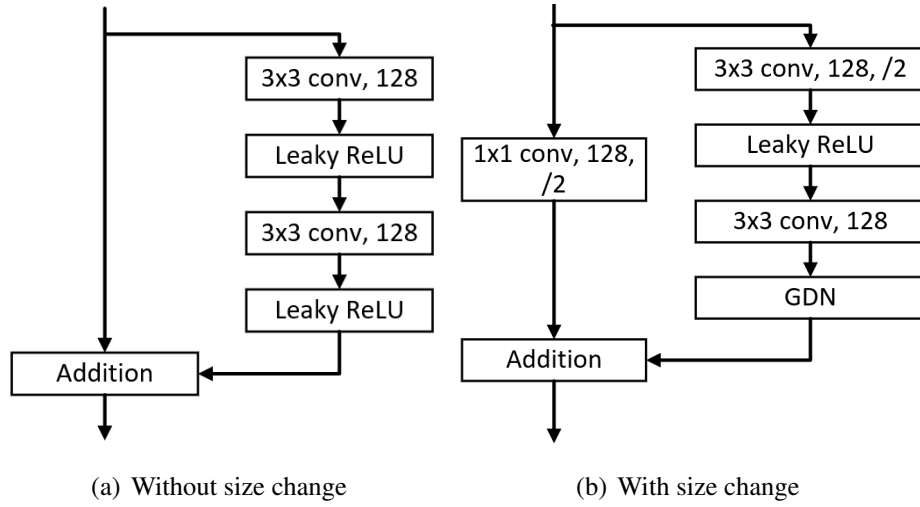 3x3 conv, 128
Leaky ReLU
3x3 conv, 128
Leaky ReLU
Addition
(a) Without size change
3x3 conv, 128, /2
1x1 conv, 128,
/2
Leaky ReLU
3x3 conv, 128
GDN
Addition
(b) With size change